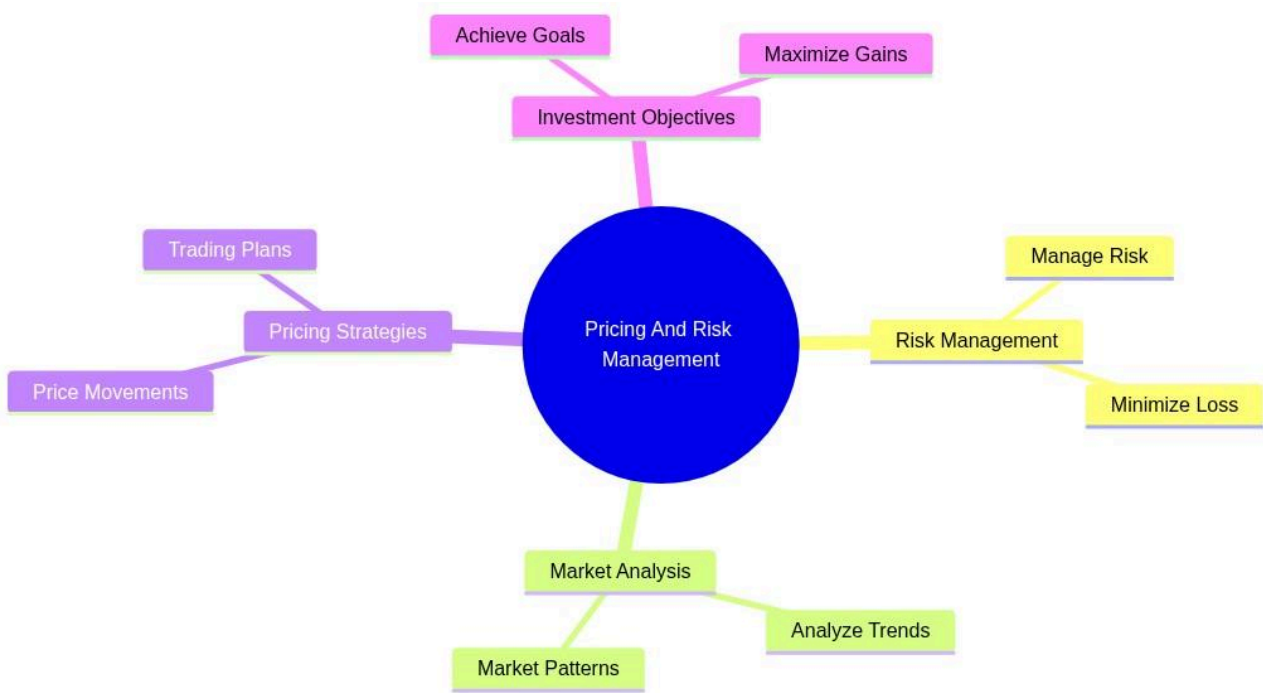 Achieve Goals
Maximize Gains
Investment Objectives
Trading Plans
Manage Risk
Pricing Strategies
Pricing And Risk
Management
Risk Management
Price Movements
Minimize Loss
Market Analysis
Analyze Trends
Market Patterns